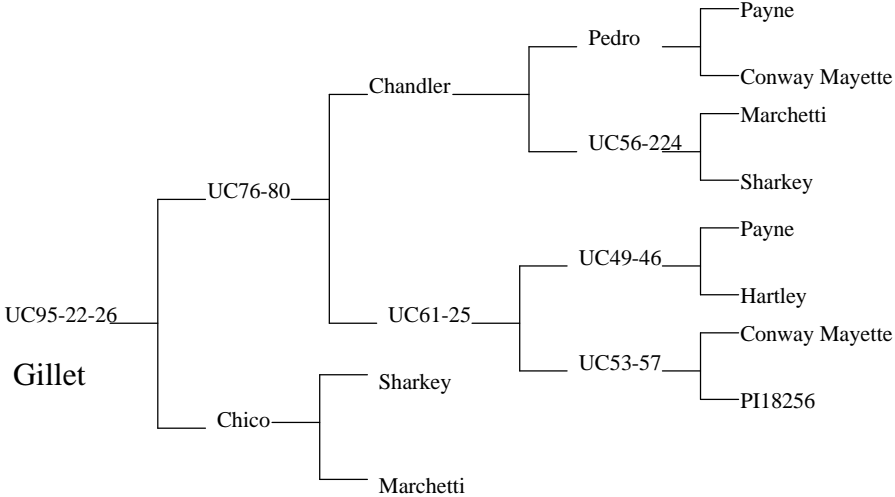 Payne
Pedro
Conway Mayette
Chandler
Marchetti
UC56-224
Sharkey
UC76-80
Payne
UC49-46
Hartley
UC95-22-26
UC61-25
Conway Mayette
Gillet
UC53-57
Sharkey
PI18256
Chico
Marchetti